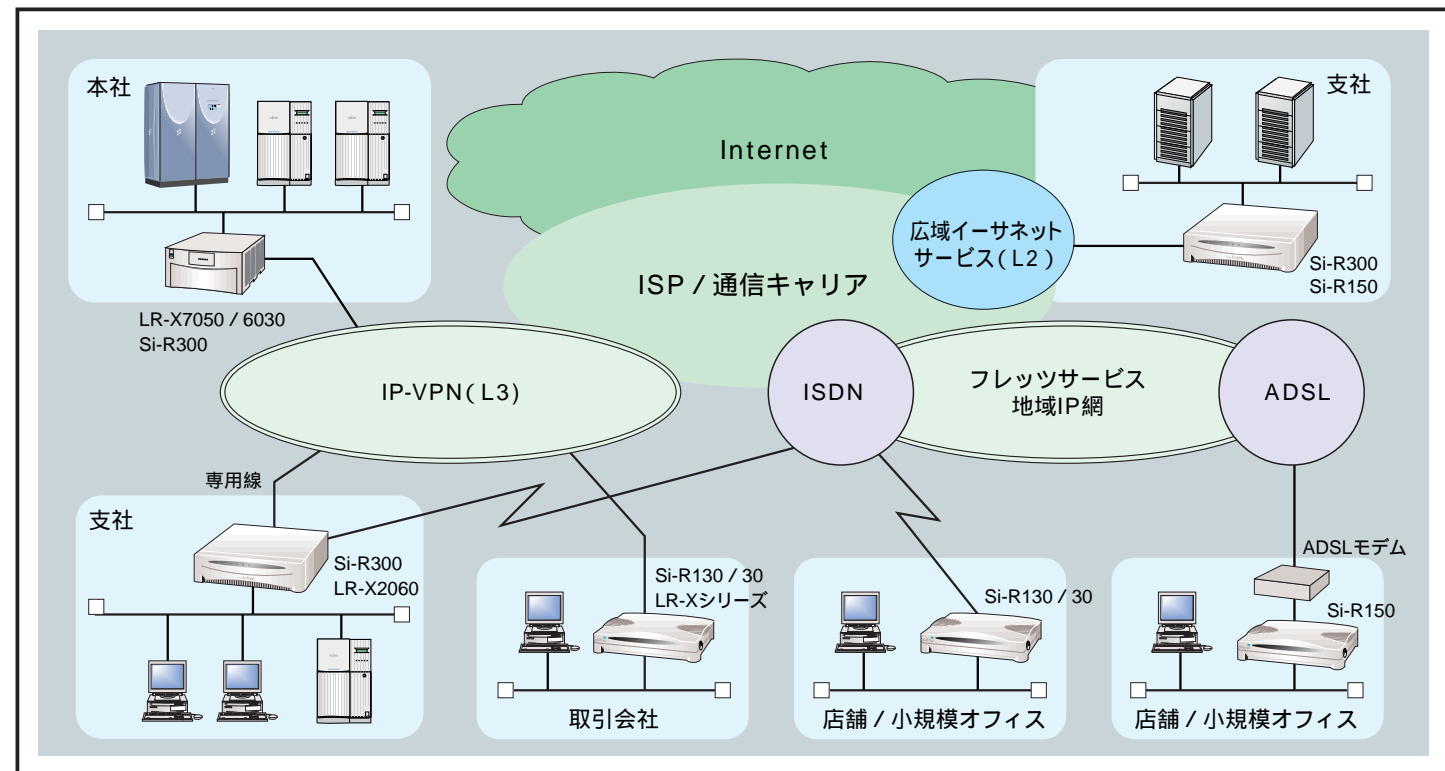 本社
LR-X7050 / 6030
Si-R300
Internet
ISP / 通信キャリア
広域イーサネット
サービス(L2)
支社
Si-R300
Si-R150
IP-VPN(L3)
ISDN
フレッツサービス
地域IP網
ADSL
専用線
支社
Si-R300
LR-X2060
Si-R130 / 30
LR-Xシリーズ
取引会社
Si-R130 / 30
店舗 / 小規模オフィス
ADSLモデム
Si-R150
店舗 / 小規模オフィス